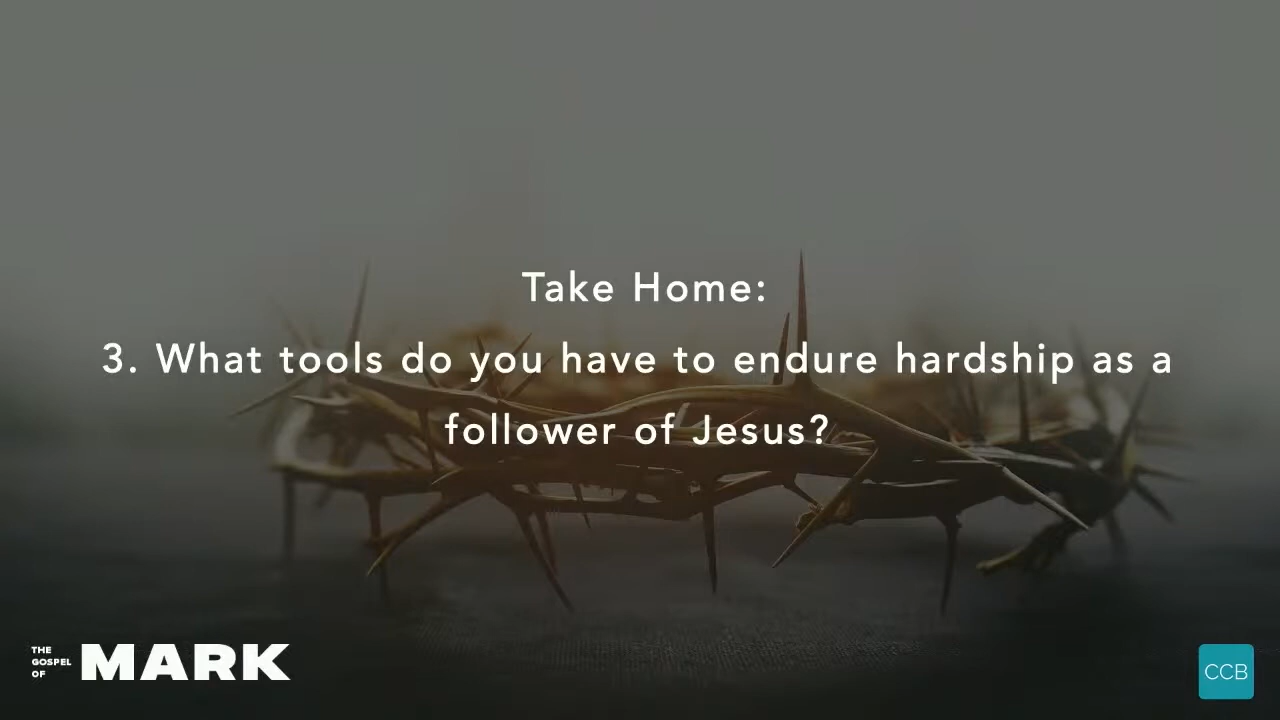 Take Home:
3. What tools do you have to endure hardship as a
follower of Jesus?
THE
GOSPEL
OF
MARK
CCB